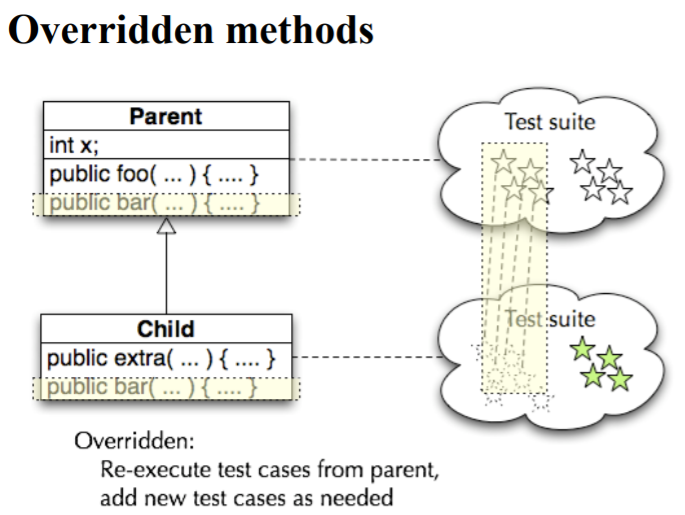 Overridden methods
Parent
int x;
public foo( ... ) { .... }
public bar( ... ) { .... }
Test suite
Child
public extra( ... ) { .... }
public bar( ... ) { .... }
Test suite
Overridden:
Re-execute test cases from parent,
add new test cases as needed